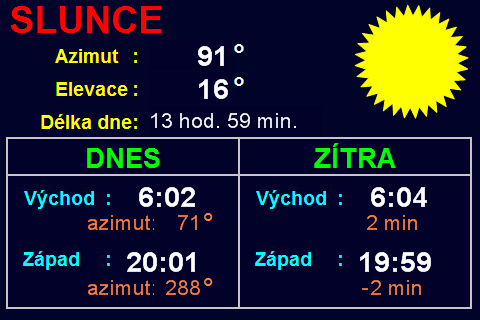 SLUNCE
Azimut : 91 °
Elevace : 16 °
Délka dne: 13 hod. 59 min.
DNES ZÍTRA
Východ : 6:02 Východ : 6:04
azimut: 71° 2 min
Západ : 20:01 Západ : 19:59
azimut: 288° -2 min